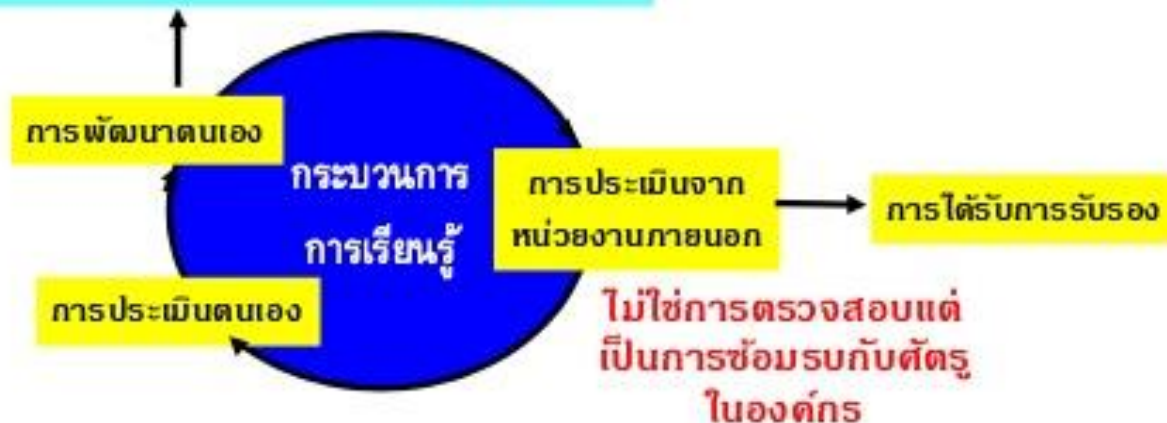 การพัฒนาตนเอง
กระบวนการ
การเรียนรู้
การประเมินจาก
หน่วยงานภายนอก
การได้รับการรับรอง
การประเมินตนเอง
ไม่ใช่การตรวจสอบแต่
เป็นการซ้อมรบกับศัตรู
ในองค์กร